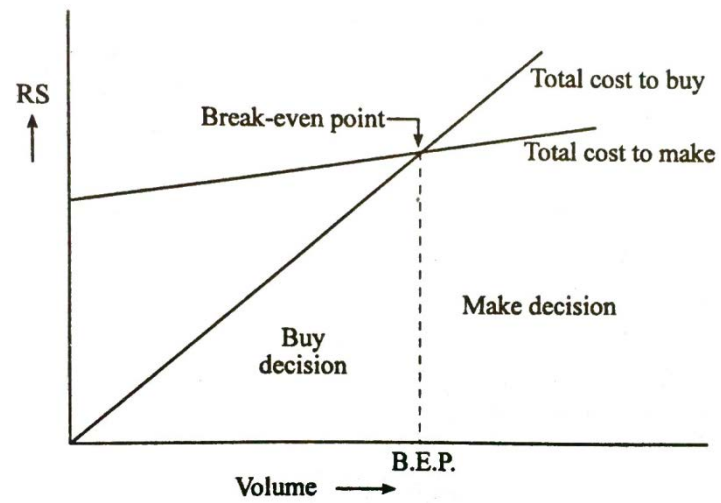 RS
Total cost to buy
Break-even point
Total cost to make
Make decision
Buy
decision
B.E.P.
Volume